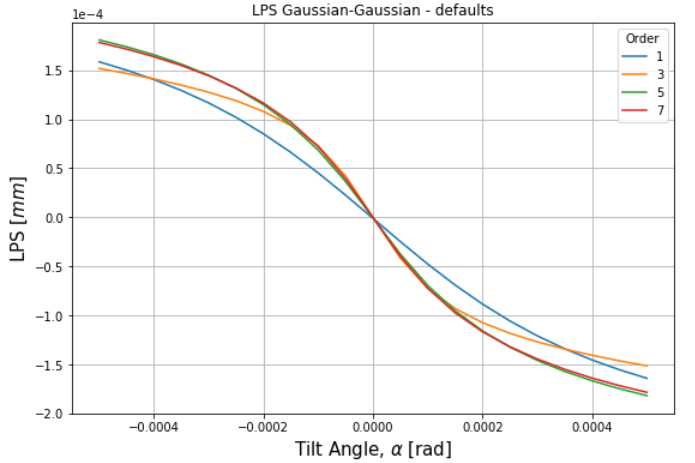 LPS Gaussian-Gaussian - defaults
1e−4
Order
1
3
5
7
1.5
1.0
0.5
0.0
−0.5
−1.0
−1.5
−2.0
LPS [mm]
−0.0004 −0.0002 0.0000 0.0002 0.0004
Tilt Angle, α [rad]